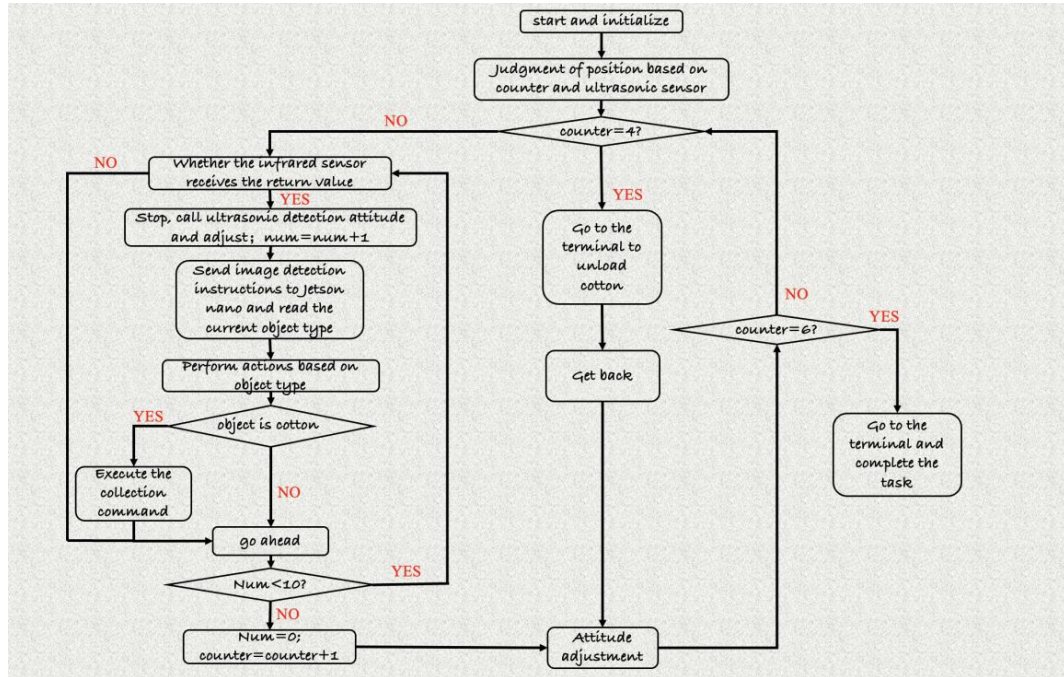 start and initialize
Judgment of position based on
counter and ultrasonic sensor
NO
counter=4?
NO
Whether the infrared sensor
receives the return value
YES
YES
Stop, call ultrasonic detection attitude
and adjust; num=num+1
Go to the
terminal to
unload
cotton
Send image detection
instructions to Jetson
nano and read the
current object type
NO
YES
counter=6?
Perform actions based on
object type
Get back
YES
object is cotton
Go to the
terminal and
complete the
task
Execute the
collection
command
NO
go ahead
Num<10?
YES
NO
Num=0;
counter=counter+1
Attitude
adjustment